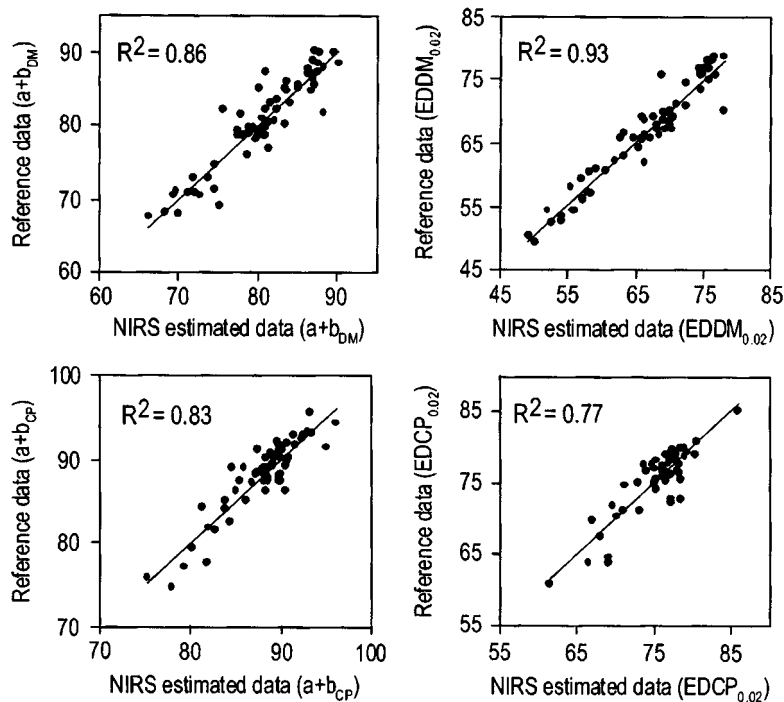 R² = 0.86
Reference data (a+b_DM)
90
80
70
60
60 70 80 90
NIRS estimated data (a+b_DM)
R² = 0.93
Reference data (EDDM_0.02)
85
75
65
55
45
45 55 65 75 85
NIRS estimated data (EDDM_0.02)
R² = 0.83
Reference data (a+b_CP)
100
90
80
70
70 80 90 100
NIRS estimated data (a+b_CP)
R² = 0.77
Reference data (EDCP_0.02)
85
75
65
55
55 65 75 85
NIRS estimated data (EDCP_0.02)